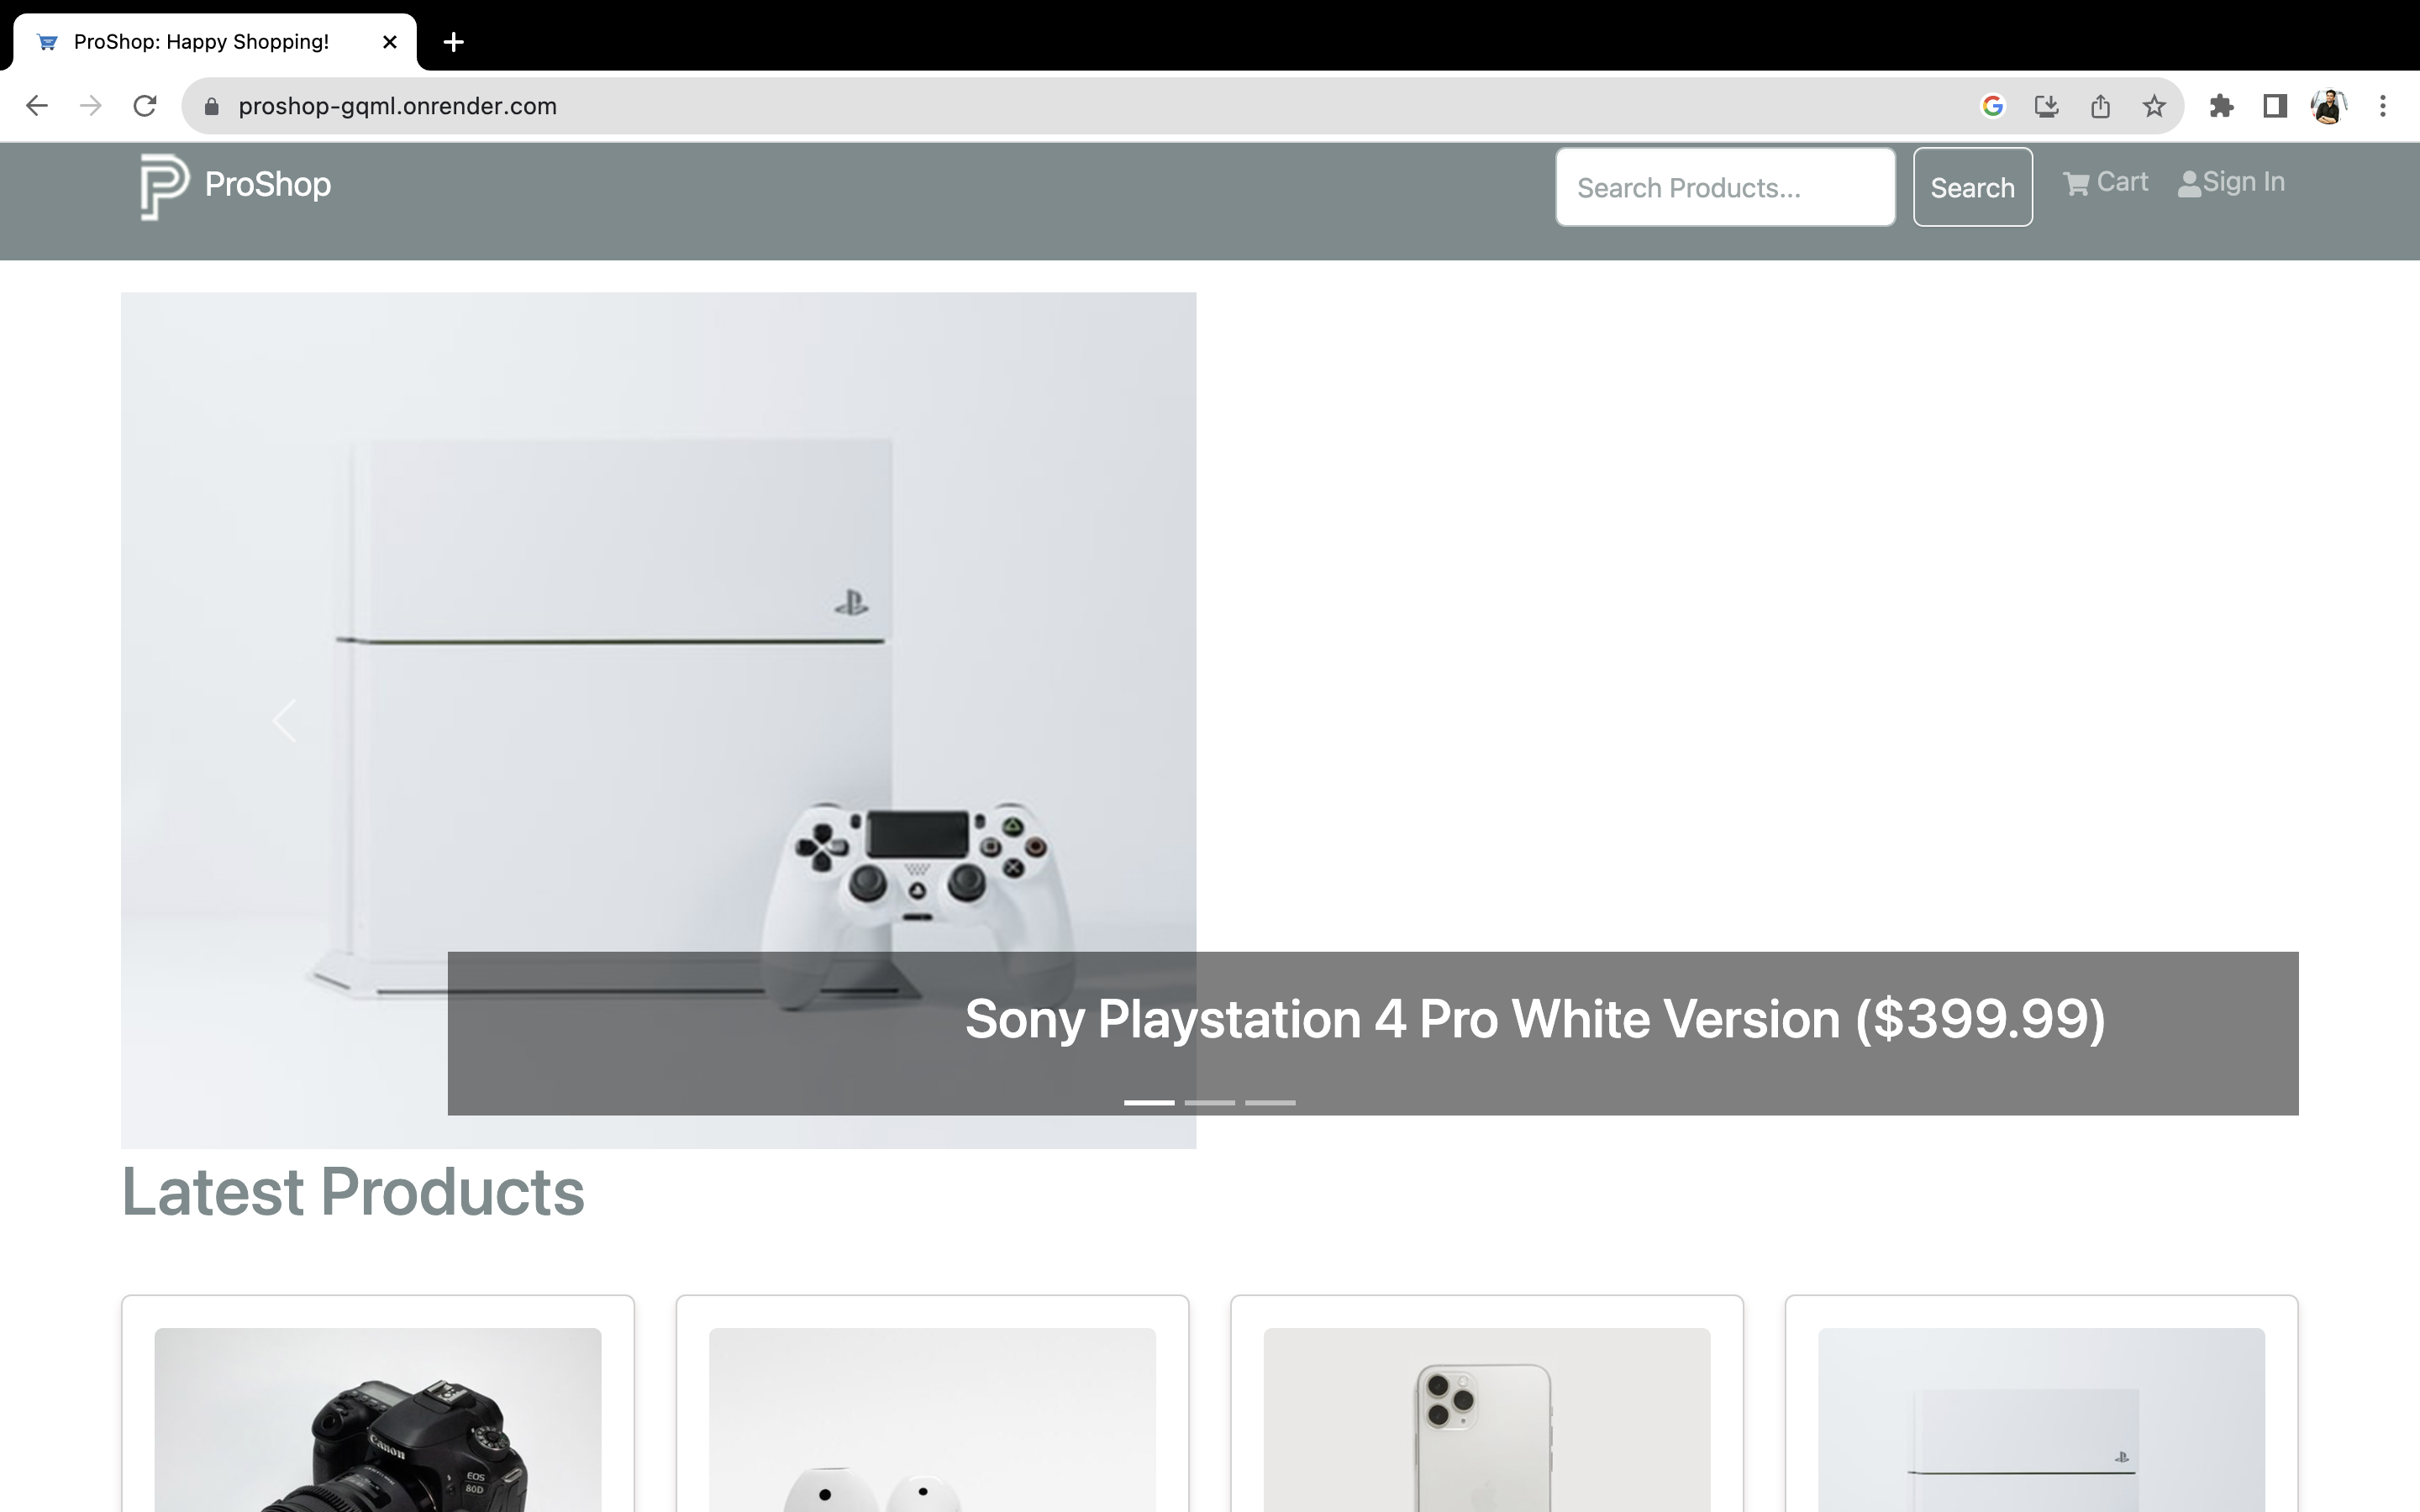 ProShop: Happy Shopping!
proshop-gqml.onrender.com
ProShop
Search Products...
Search
Cart
Sign In
Sony Playstation 4 Pro White Version ($399.99)
Latest Products
Canon
EOS
80D